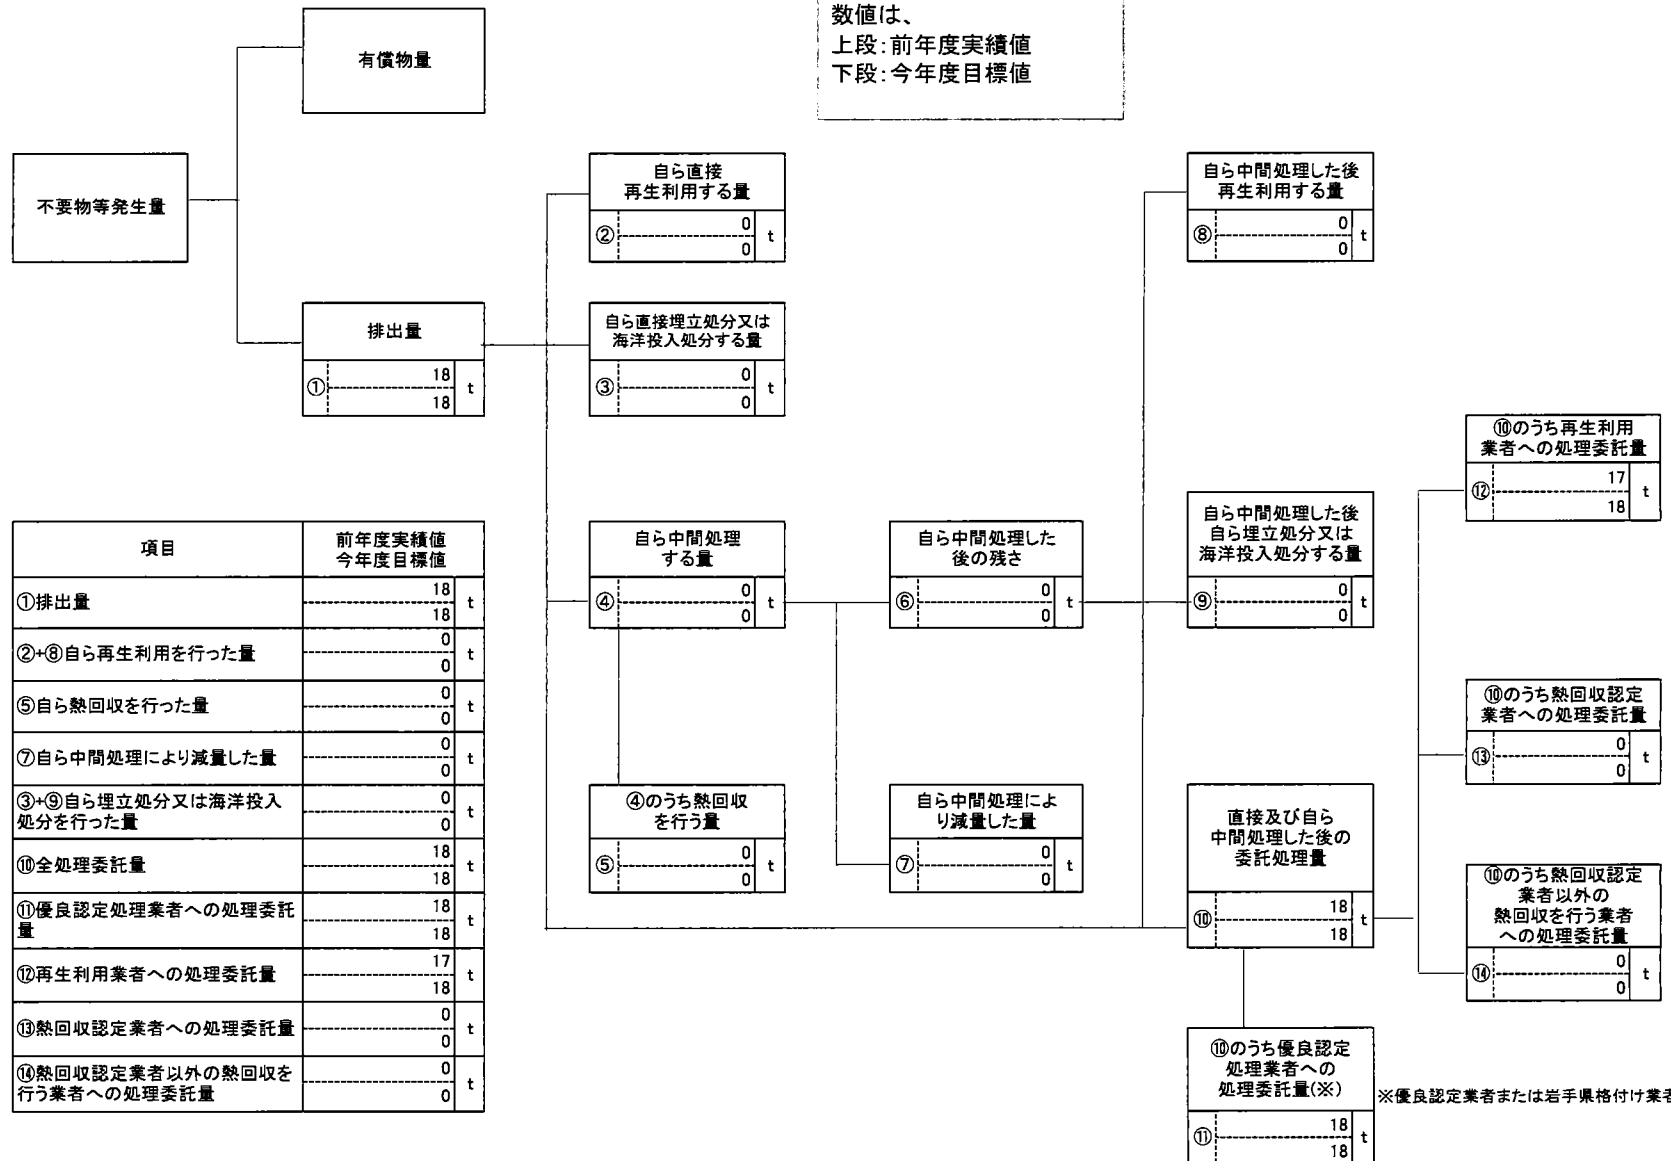 数値は、
上段:前年度実績値
下段:今年度目標値
有償物量
不要物等発生量
排出量
① 18 t
18
自ら直接
再生利用する量
② 0 t
0
自ら直接埋立処分又は
海洋投入処分する量
③ 0 t
0
自ら中間処理
する量
④ 0 t
0
④のうち熱回収
を行う量
⑤ 0 t
0
自ら中間処理した
後の残さ
⑥ 0 t
0
自ら中間処理によ
り減量した量
⑦ 0 t
0
自ら中間処理した後
再生利用する量
⑧ 0 t
0
自ら中間処理した後
自ら埋立処分又は
海洋投入処分する量
⑨ 0 t
0
直接及び自ら
中間処理した後の
委託処理量
⑩ 18 t
18
⑩のうち優良認定
処理業者への
処理委託量(※)
⑪ 18 t
18
※優良認定業者または岩手県格付け業者
⑩のうち再生利用
業者への処理委託量
⑫ 17 t
18
⑩のうち熱回収認定
業者への処理委託量
⑬ 0 t
0
⑩のうち熱回収認定
業者以外の
熱回収を行う業者
への処理委託量
⑭ 0 t
0
項目 前年度実績値
今年度目標値
①排出量 18 t
18
②+⑧自ら再生利用を行った量 0 t
0
⑤自ら熱回収を行った量 0 t
0
⑦自ら中間処理により減量した量 0 t
0
③+⑨自ら埋立処分又は海洋投入
処分を行った量 0 t
0
⑩全処理委託量 18 t
18
⑪優良認定処理業者への処理委託
量 18 t
18
⑫再生利用業者への処理委託量 17 t
18
⑬熱回収認定業者への処理委託量 0 t
0
⑭熱回収認定業者以外の熱回収を
行う業者への処理委託量 0 t
0